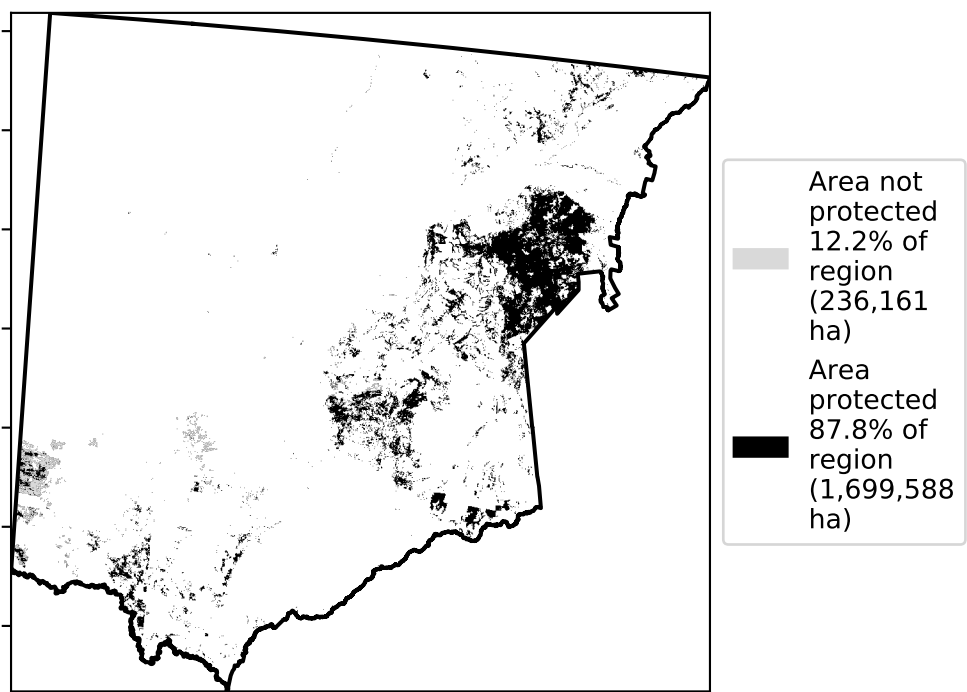 Area not
protected
12.2% of
region
(236,161
ha)
Area
protected
87.8% of
region
(1,699,588
ha)